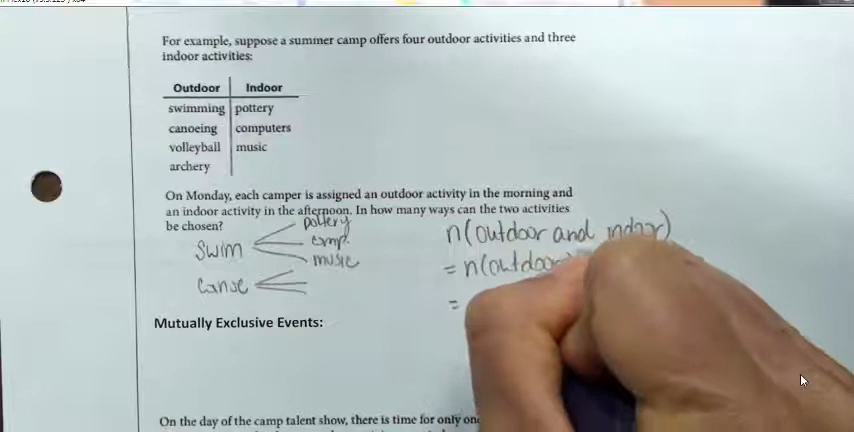 For example, suppose a summer camp offers four outdoor activities and three
indoor activities:
Outdoor Indoor
swimming pottery
canoeing computers
volleyball music
archery
On Monday, each camper is assigned an outdoor activity in the morning and
an indoor activity in the afternoon. In how many ways can the two activities
be chosen?
pottery
swim
comp.
music
canoe
n(outdoor and indoor)
= n(outdoor)
=
Mutually Exclusive Events:
On the day of the camp talent show, there is time for only